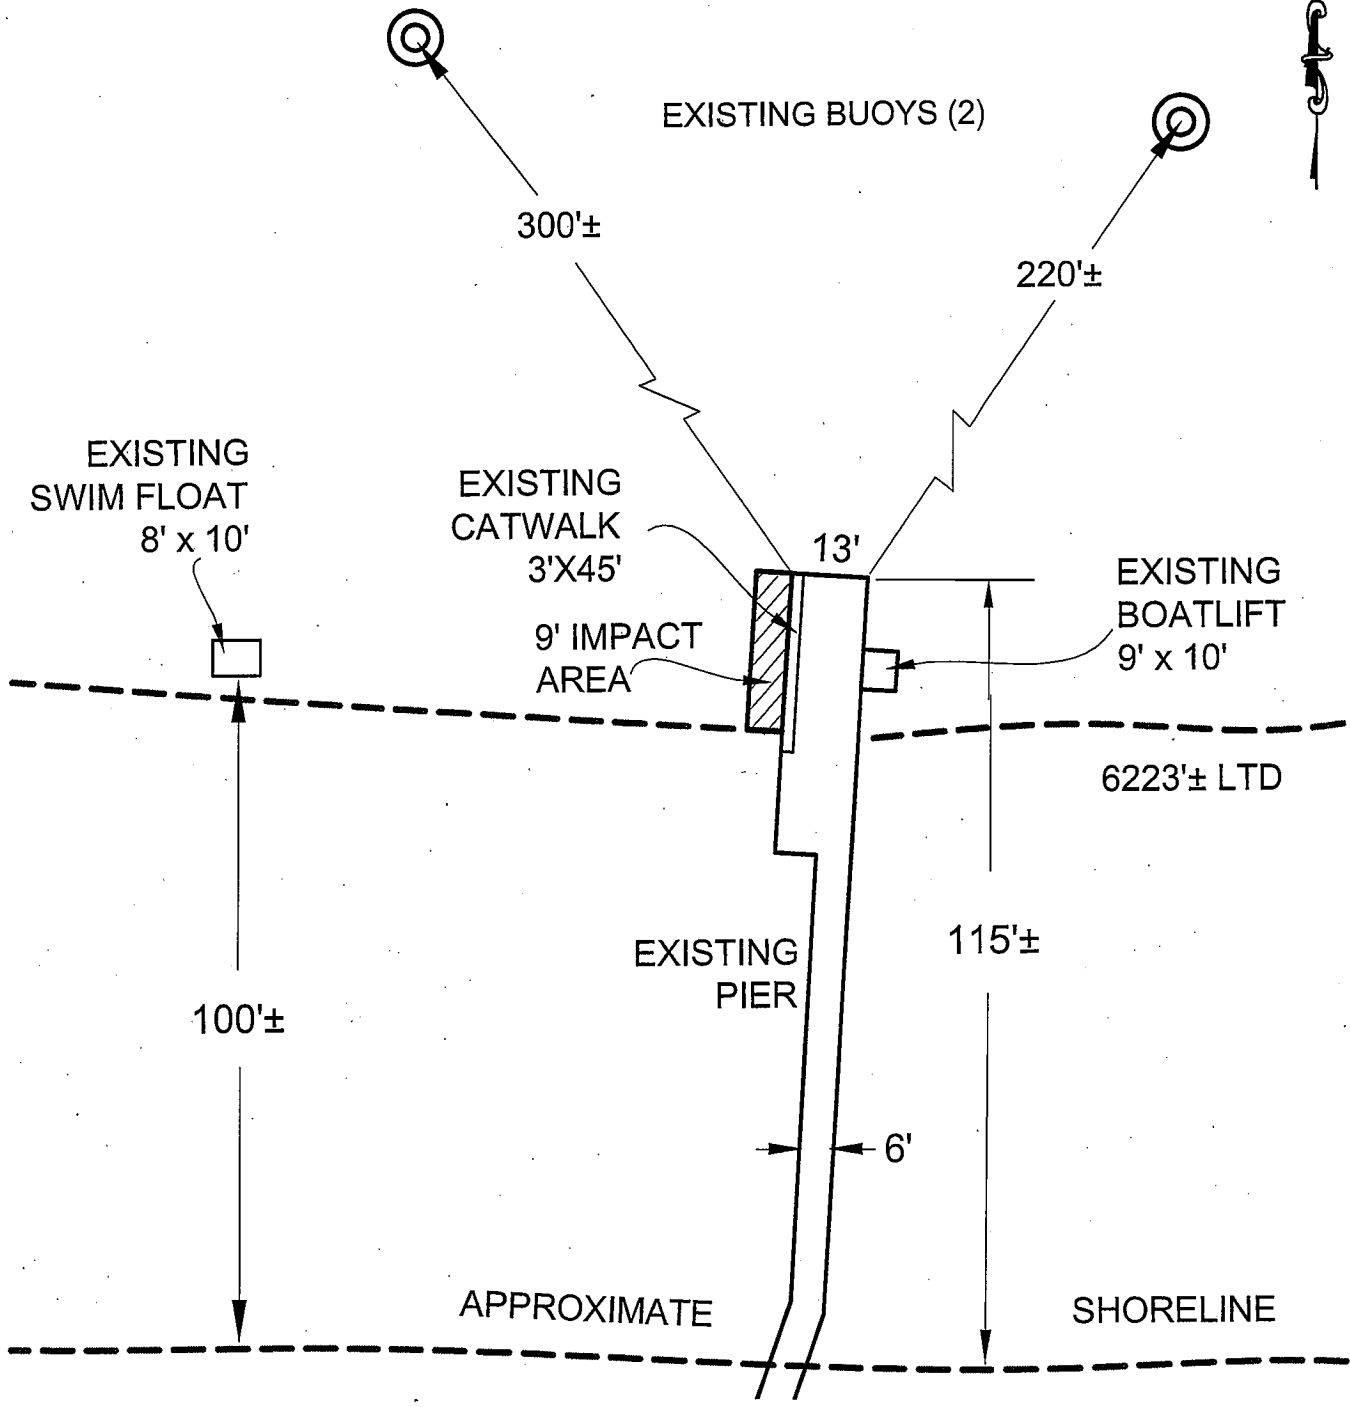 EXISTING BUOYS (2)
300'±
220'±
EXISTING
SWIM FLOAT
8' x 10'
EXISTING
CATWALK
3'X45'
13'
EXISTING
BOATLIFT
9' x 10'
9' IMPACT
AREA
6223'± LTD
EXISTING
PIER
115'±
100'±
6'
APPROXIMATE
SHORELINE